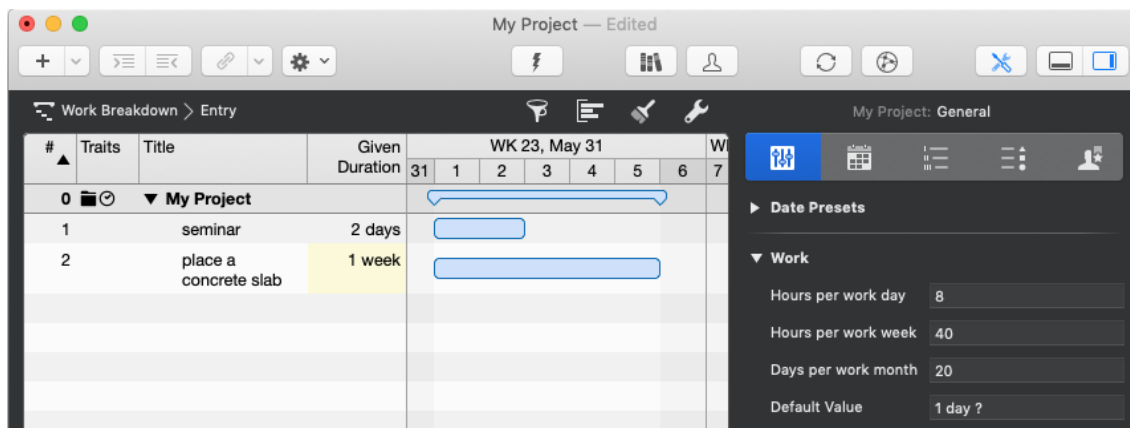 My Project — Edited
Work Breakdown > Entry
My Project: General
# Traits Title Given Duration WK 23, May 31 WI
31 1 2 3 4 5 6 7
0 My Project
1 seminar 2 days
2 place a concrete slab 1 week
Date Presets
Work
Hours per work day 8
Hours per work week 40
Days per work month 20
Default Value 1 day ?